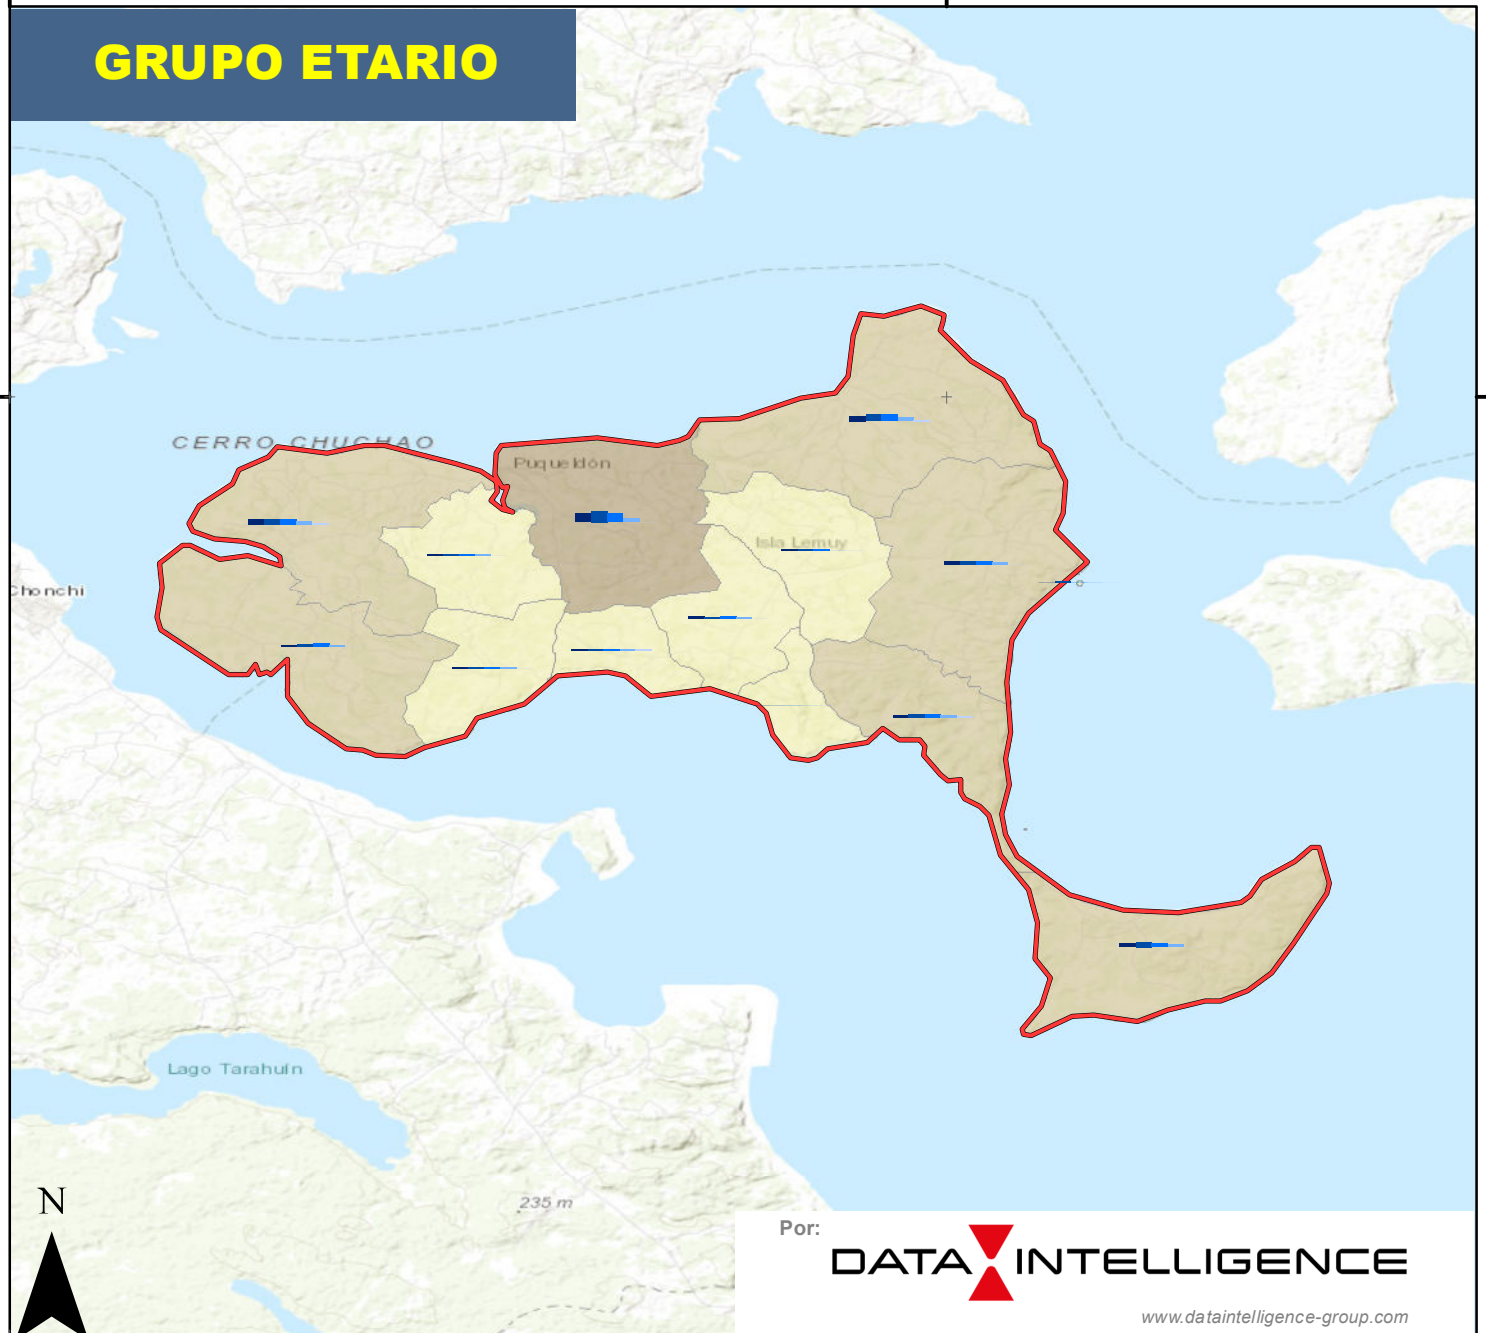 GRUPO ETARIO
CERRO CHUCHAO
Puqueldón
Isla Lemuy
Chonchi
Lago Tarahuín
235 m
N
Por:
DATA INTELLIGENCE
www.dataintelligence-group.com